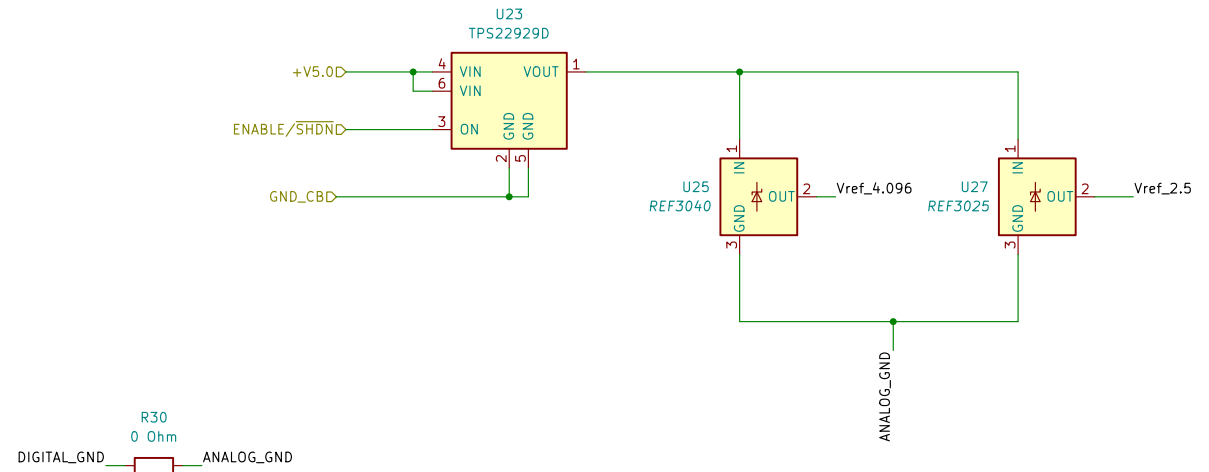 U23
TPS22929D
+V5.0
4
VIN
VOUT
1
6
VIN
ENABLE/SHDN
3
ON
GND
GND
2
5
GND_CB
1
IN
U25
REF3040
OUT
2
Vref_4.096
GND
3
1
IN
U27
REF3025
OUT
2
Vref_2.5
GND
3
ANALOG_GND
R30
0 Ohm
DIGITAL_GND
ANALOG_GND